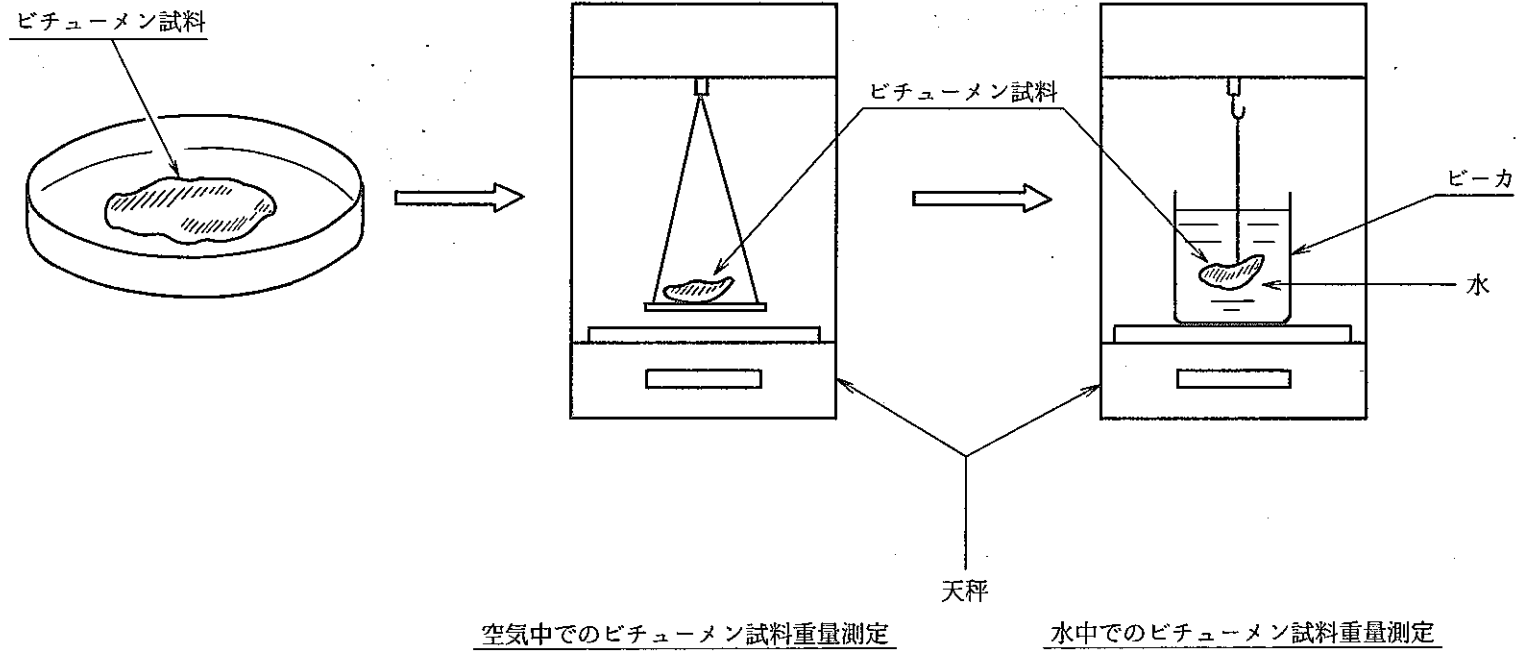 ビチューメン試料
ビチューメン試料
ビーカ
水
天秤
空気中でのビチューメン試料重量測定
水中でのビチューメン試料重量測定